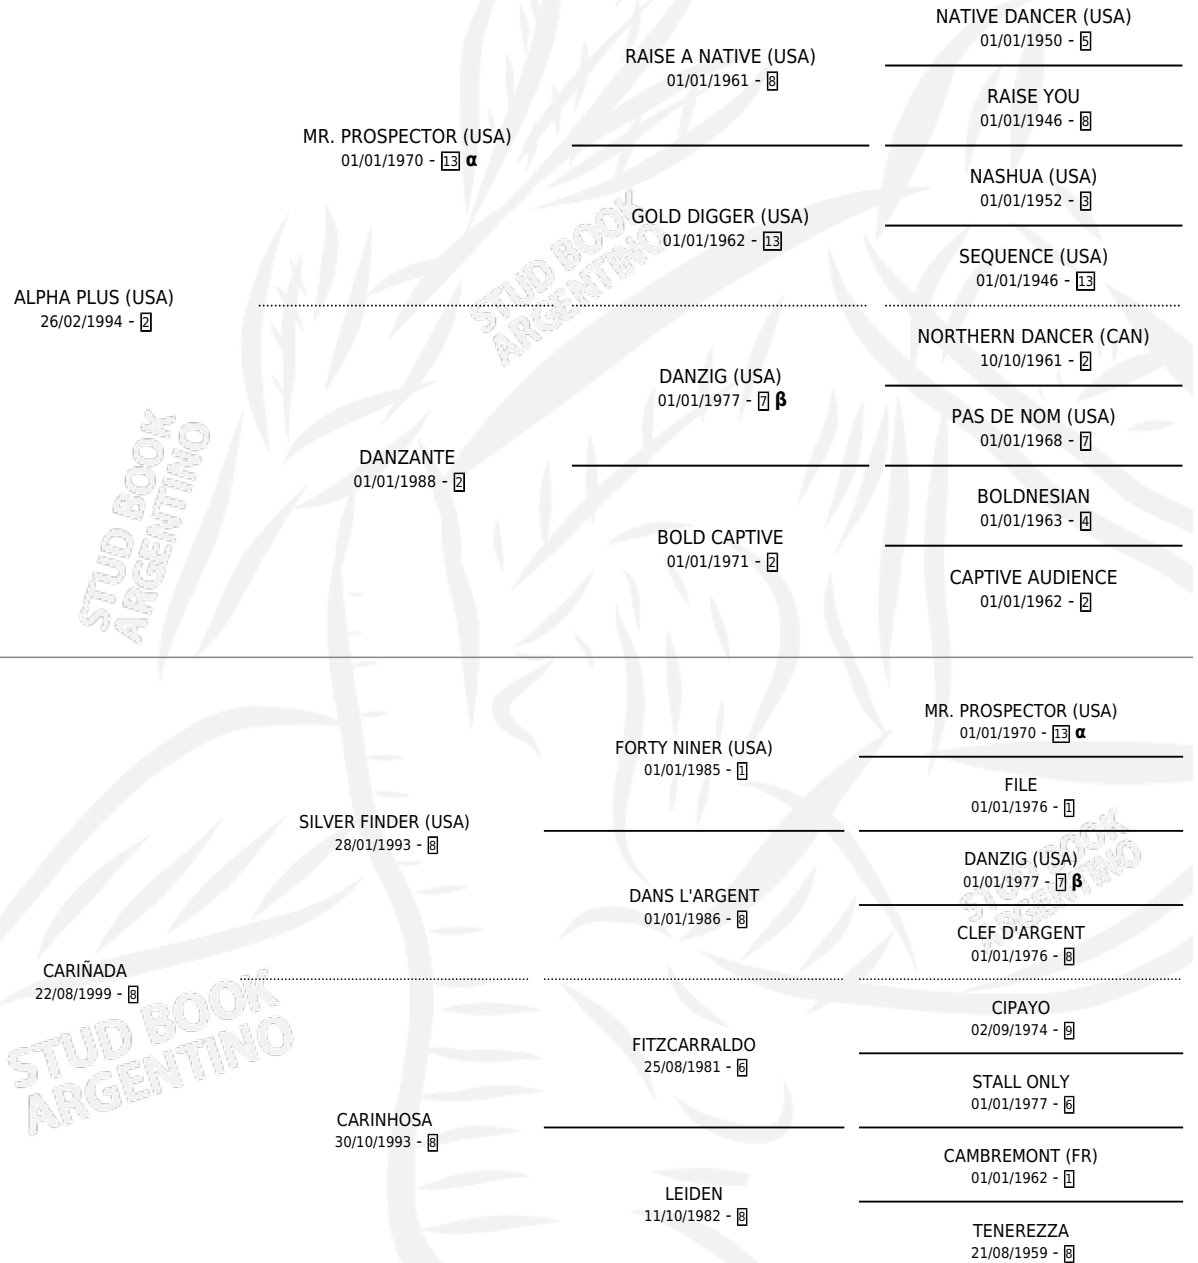 NATIVE DANCER (USA)
01/01/1950 - 5
RAISE A NATIVE (USA)
01/01/1961 - 8
RAISE YOU
01/01/1946 - 8
MR. PROSPECTOR (USA)
01/01/1970 - 13 α
NASHUA (USA)
01/01/1952 - 3
GOLD DIGGER (USA)
01/01/1962 - 13
SEQUENCE (USA)
01/01/1946 - 13
ALPHA PLUS (USA)
26/02/1994 - 2
NORTHERN DANCER (CAN)
10/10/1961 - 2
DANZIG (USA)
01/01/1977 - 7 β
PAS DE NOM (USA)
01/01/1968 - 7
DANZANTE
01/01/1988 - 2
BOLDNESIAN
01/01/1963 - 4
BOLD CAPTIVE
01/01/1971 - 2
CAPTIVE AUDIENCE
01/01/1962 - 2
STUD BOOK
ARGENTINO
STUD BOOK
ARGENTINO
MR. PROSPECTOR (USA)
01/01/1970 - 13 α
FORTY NINER (USA)
01/01/1985 - 1
FILE
01/01/1976 - 1
SILVER FINDER (USA)
28/01/1993 - 8
DANZIG (USA)
01/01/1977 - 7 β
DANS L'ARGENT
01/01/1986 - 8
CLEF D'ARGENT
01/01/1976 - 8
CARIÑADA
22/08/1999 - 8
CIPAYO
02/09/1974 - 9
FITZCARRALDO
25/08/1981 - 6
STALL ONLY
01/01/1977 - 6
CARINHOSA
30/10/1993 - 8
CAMBREMONT (FR)
01/01/1962 - 1
LEIDEN
11/10/1982 - 8
TENEREZZA
21/08/1959 - 8
STUD BOOK
ARGENTINO
STUD BOOK
ARGENTINO